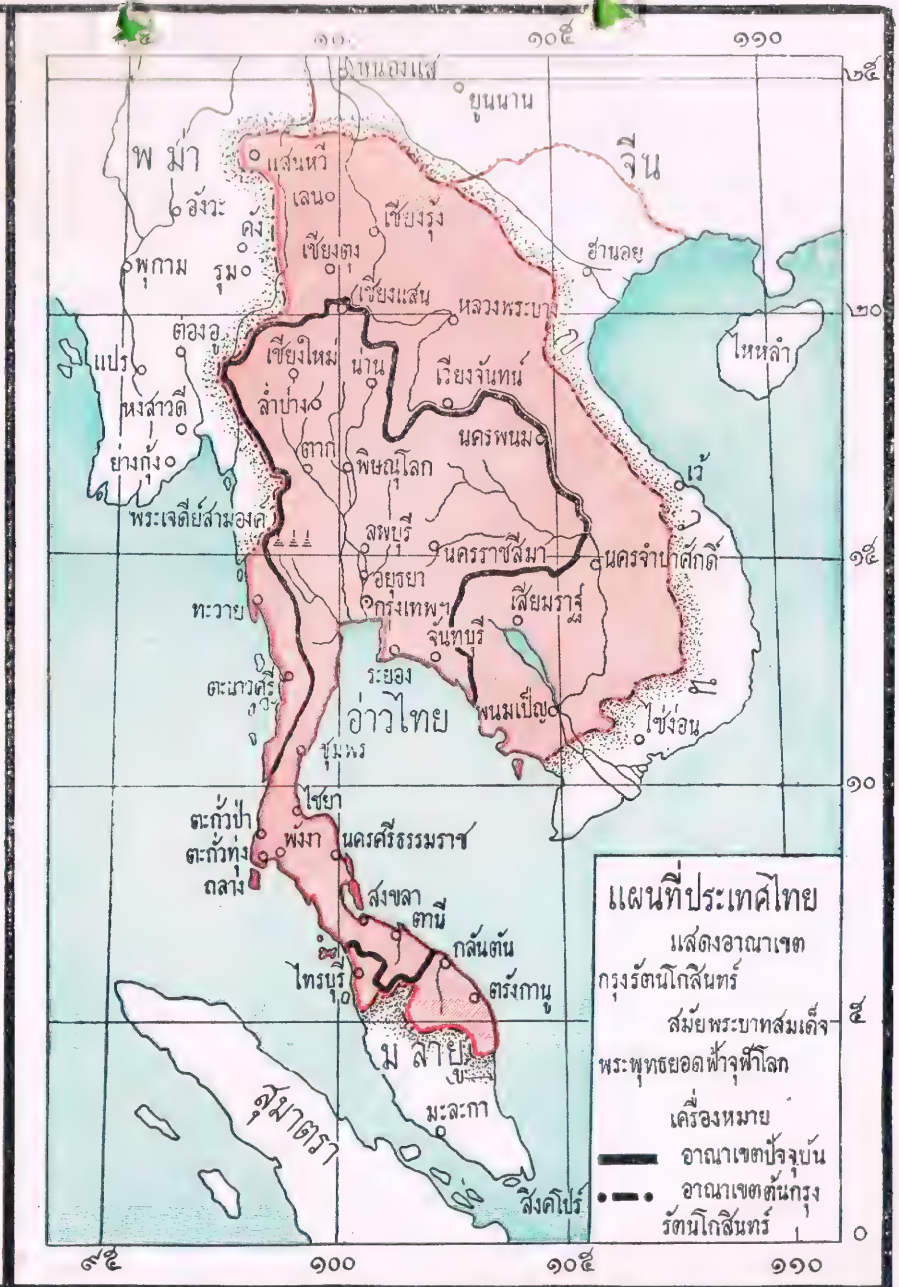 ๑๐๐ ๑๐๕ ๑๑๐
หนองแส
๒๕
ยูนนาน
พม่า
จีน
แสนหวี
เลน
อังวะ
เชียงรุ้ง
คัง
ฮานอย
เชียงตุง
พุกาม
รุม
เชียงแสน
หลวงพระบาง
๒๐
ต่องอู
ไหหลำ
แปร
เชียงใหม่
น่าน
เวียงจันทน์
หงสาวดี
ลำปาง
นครพนม
ย่างกุ้ง
ตาก
พิษณุโลก
เว้
พระเจดีย์สามองค์
ลพบุรี
นครราชสีมา
นครจำปาศักดิ์
๑๕
อยุธยา
ทะวาย
กรุงเทพฯ
เสียมราฐ
จันทบุรี
ระยอง
ตะนาวศรี
อ่าวไทย
พนมเป็ญ
ไซ่ง่อน
ชุมพร
๑๐
ไชยา
ตะกั่วป่า
พังงา
นครศรีธรรมราช
ตะกั่วทุ่ง
ถลาง
สงขลา
ตานี
กลันตัน
ไทรบุรี
ตรังกานู
๕
มลายู
สุมาตรา
มะละกา
สิงคโปร์
แผนที่ประเทศไทย
แสดงอาณาเขต
กรุงรัตนโกสินทร์
สมัยพระบาทสมเด็จ
พระพุทธยอดฟ้าจุฬาโลก
เครื่องหมาย
อาณาเขตปัจจุบัน
อาณาเขตต้นกรุง
รัตนโกสินทร์
๐
๙๕ ๑๐๐ ๑๐๕ ๑๑๐